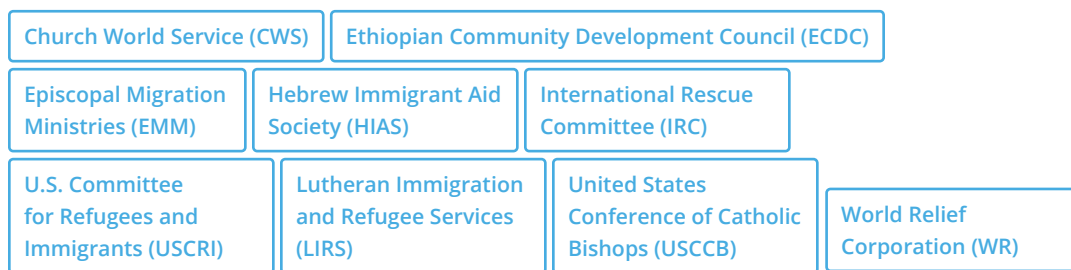 Church World Service (CWS)
Ethiopian Community Development Council (ECDC)
Episcopal Migration
Ministries (EMM)
Hebrew Immigrant Aid
Society (HIAS)
International Rescue
Committee (IRC)
U.S. Committee
for Refugees and
Immigrants (USCRI)
Lutheran Immigration
and Refugee Services
(LIRS)
United States
Conference of Catholic
Bishops (USCCB)
World Relief
Corporation (WR)